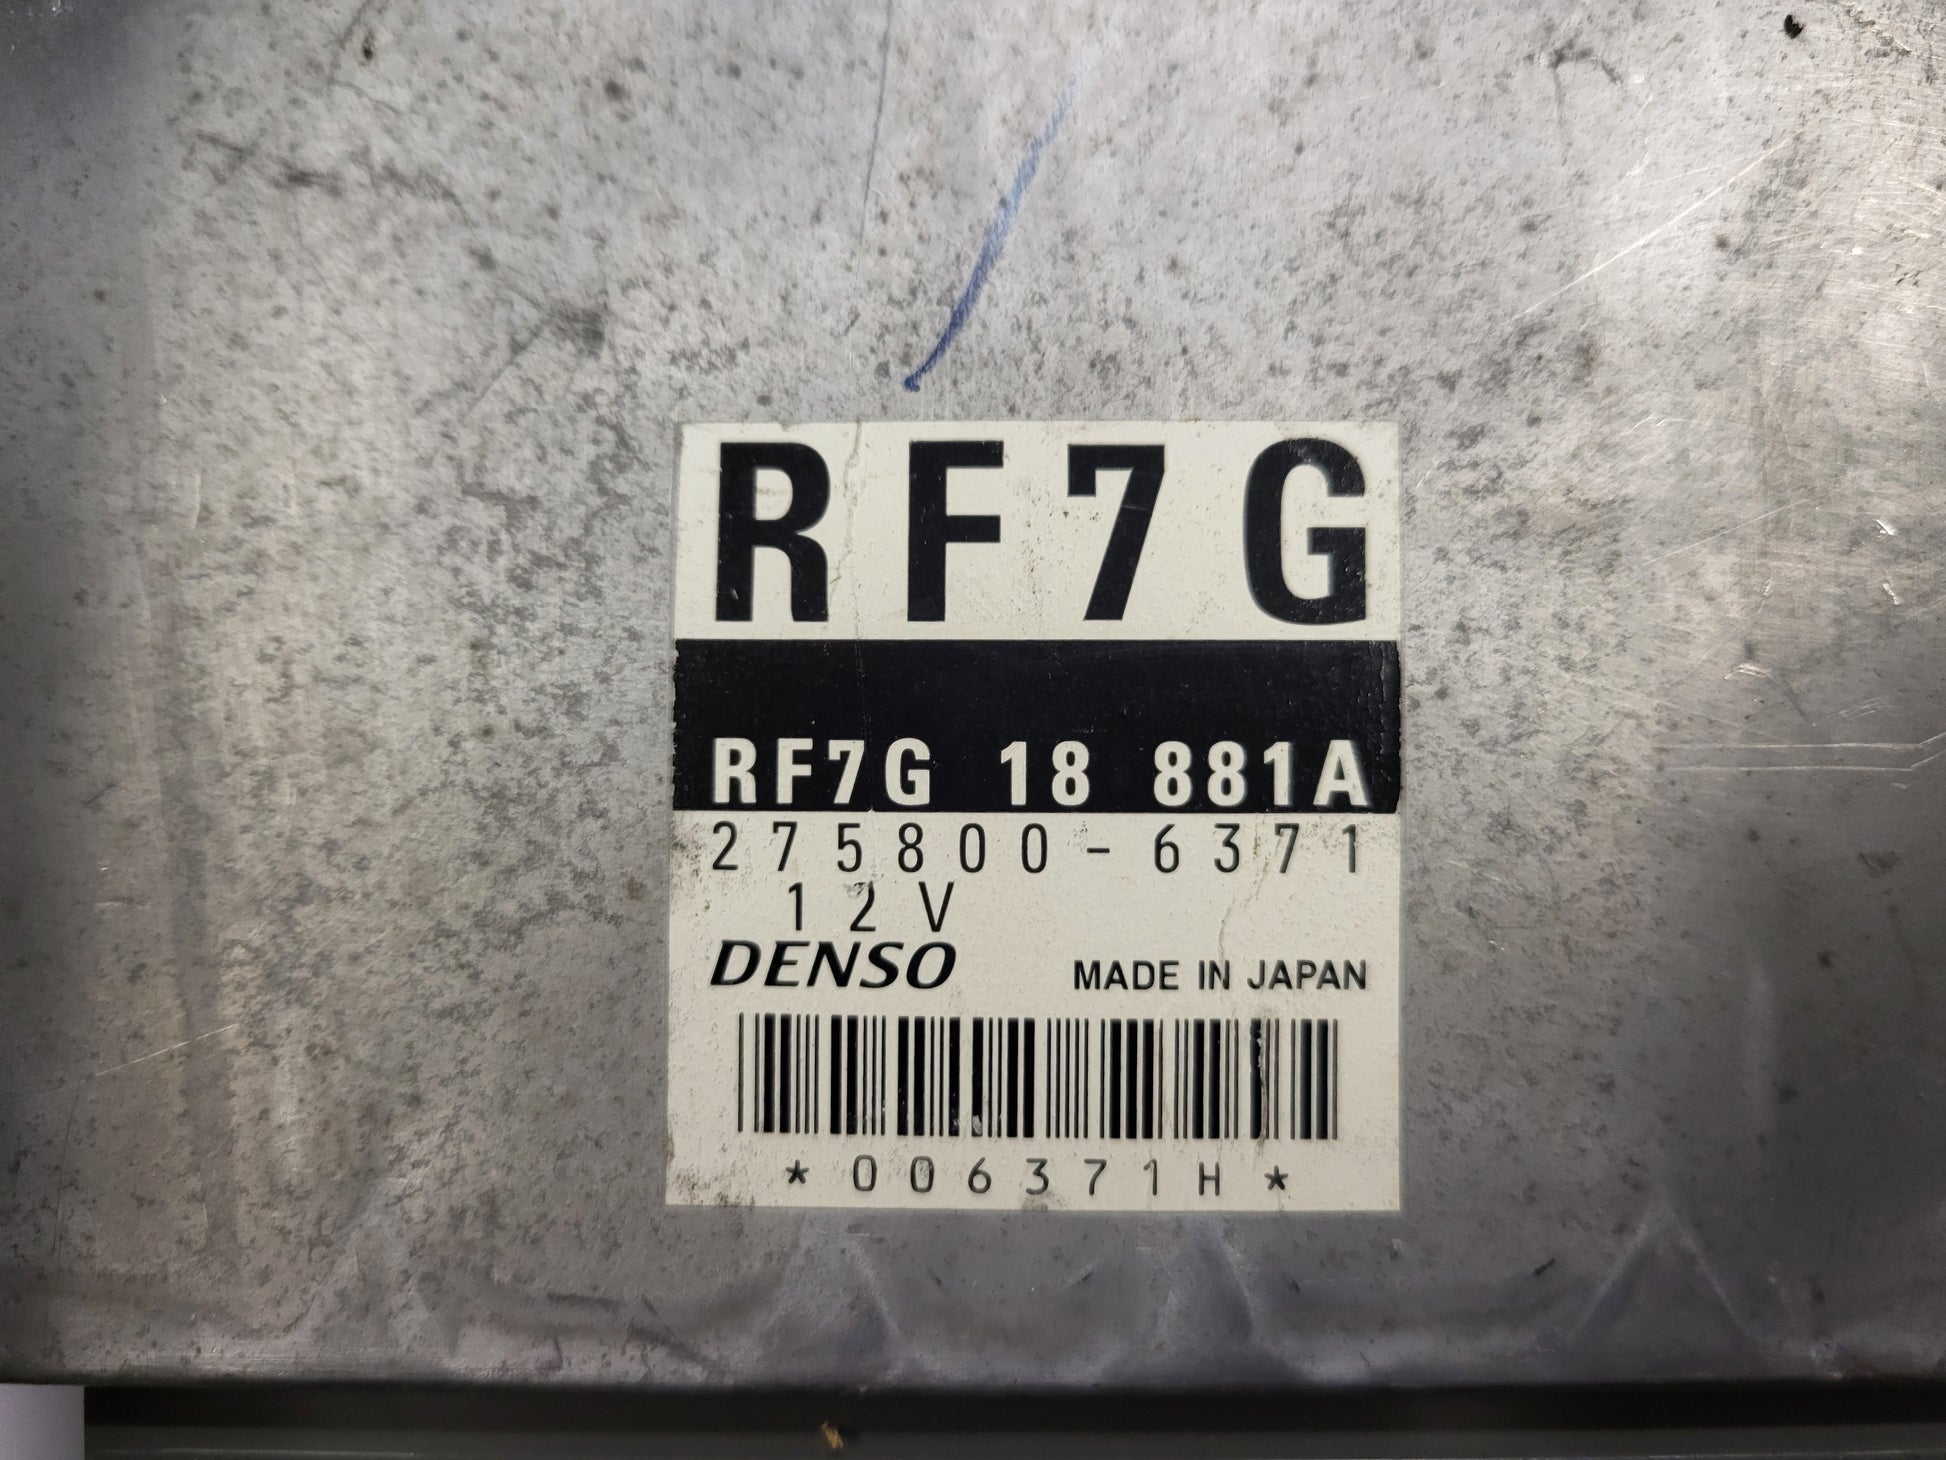 RF7G
RF7G 18 881A
275800-6371
12V
DENSO MADE IN JAPAN
*006371H*